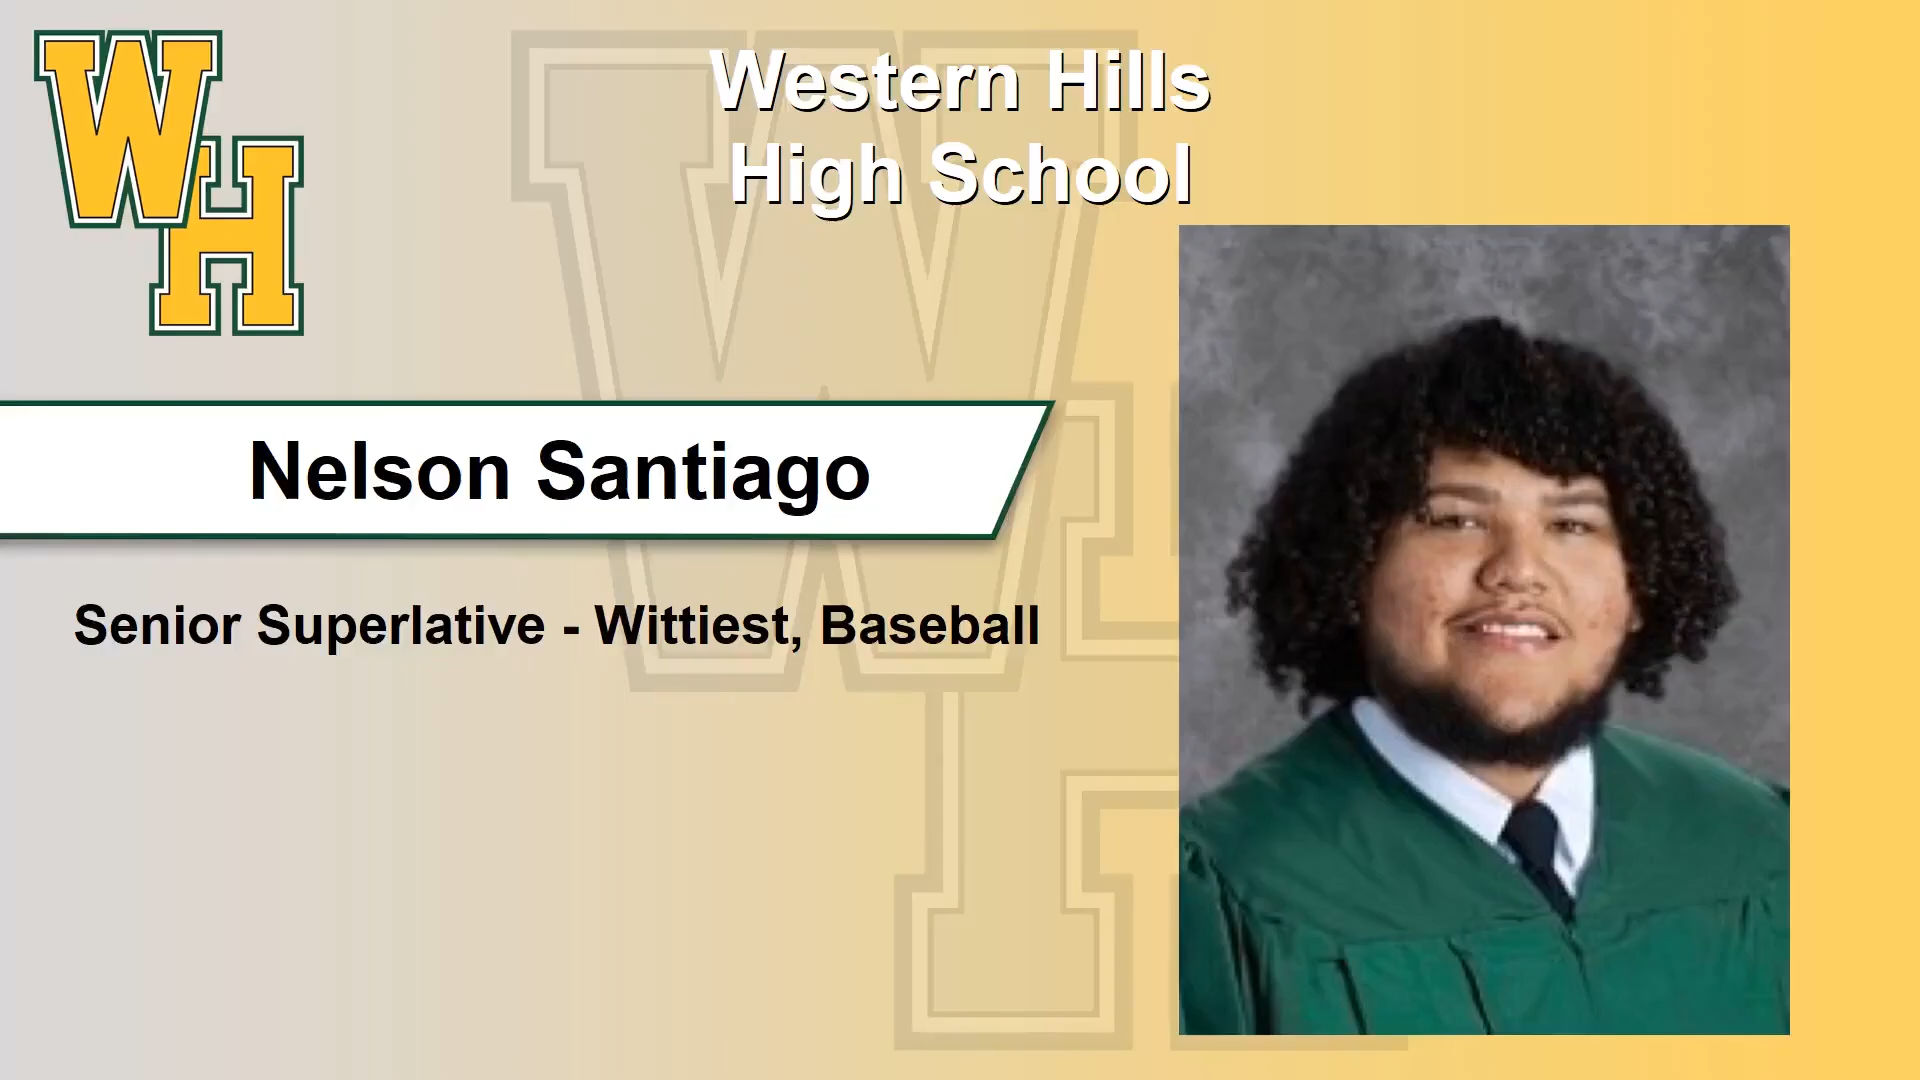 WH
Western Hills
High School
Nelson Santiago
Senior Superlative - Wittiest, Baseball